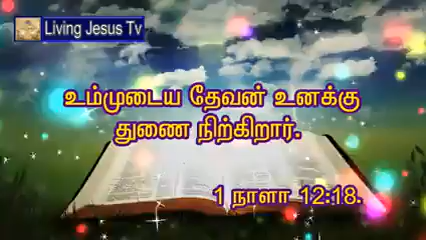 Living Jesus Tv
உம்முடைய தேவன் உனக்கு
துணை நிற்கிறார்.
1 நாளா 12:18.